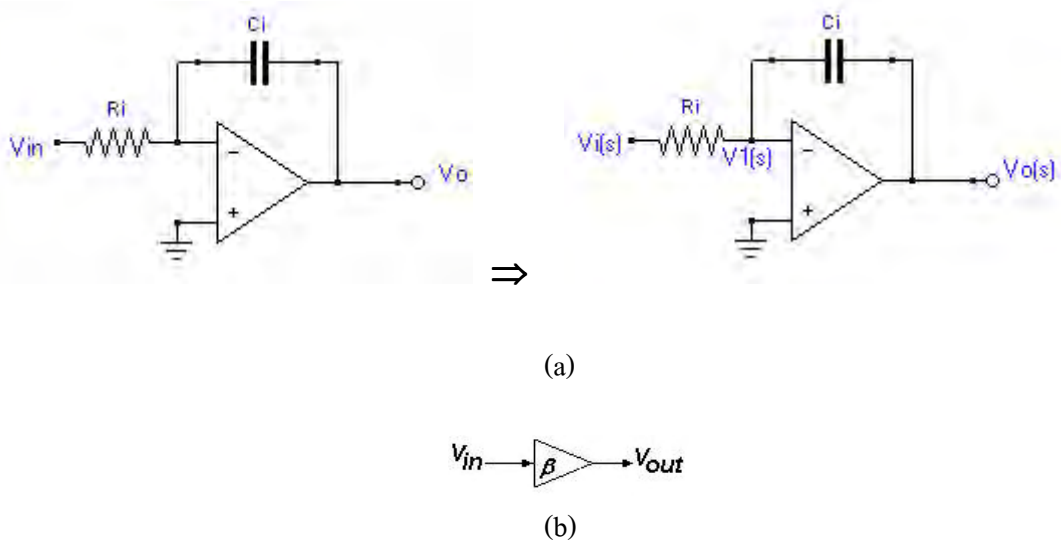 Ci
Ri
Vin
−
+
Vo
Ci
Ri
Vi(s)
V1(s)
−
+
Vo(s)
⇒
(a)
Vin β Vout
(b)